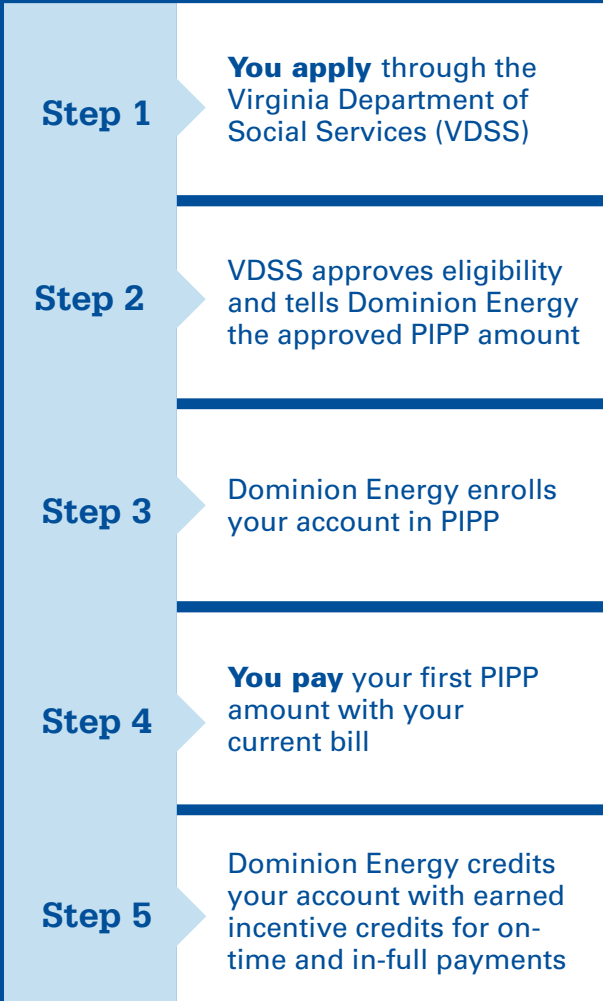 Step 1
You apply through the
Virginia Department of
Social Services (VDSS)
Step 2
VDSS approves eligibility
and tells Dominion Energy
the approved PIPP amount
Step 3
Dominion Energy enrolls
your account in PIPP
Step 4
You pay your first PIPP
amount with your
current bill
Step 5
Dominion Energy credits
your account with earned
incentive credits for on-
time and in-full payments